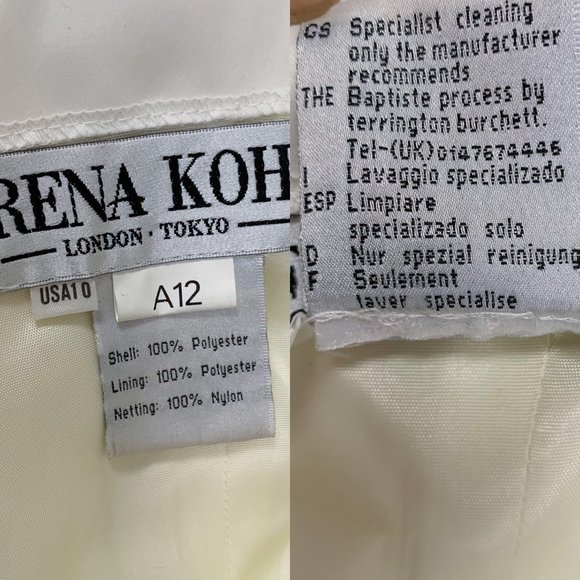 RENA KOH
LONDON · TOKYO
USA10
A12
Shell: 100% Polyester
Lining: 100% Polyester
Netting: 100% Nylon
GS Specialist cleaning
only the manufacturer
recommends
THE Baptiste process by
terrington burchett.
Tel-(UK)0147674446
I Lavaggio specializado
ESP Limpiare
specializado solo
D Nur spezial reinigung
F Seulement
laver specialise